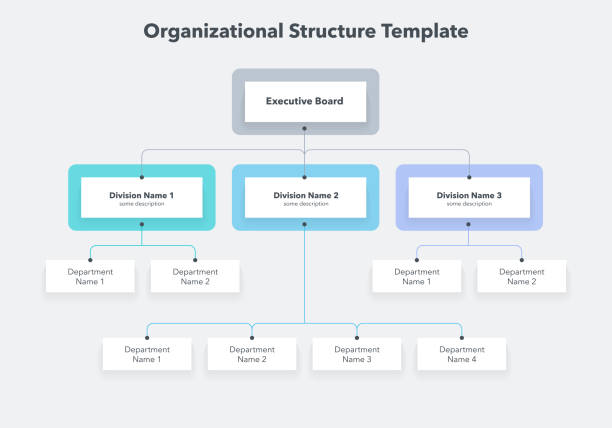 Organizational Structure Template
Executive Board
Division Name 1
some description
Division Name 2
some description
Division Name 3
some description
Department
Name 1
Department
Name 2
Department
Name 1
Department
Name 2
Department
Name 1
Department
Name 2
Department
Name 3
Department
Name 4